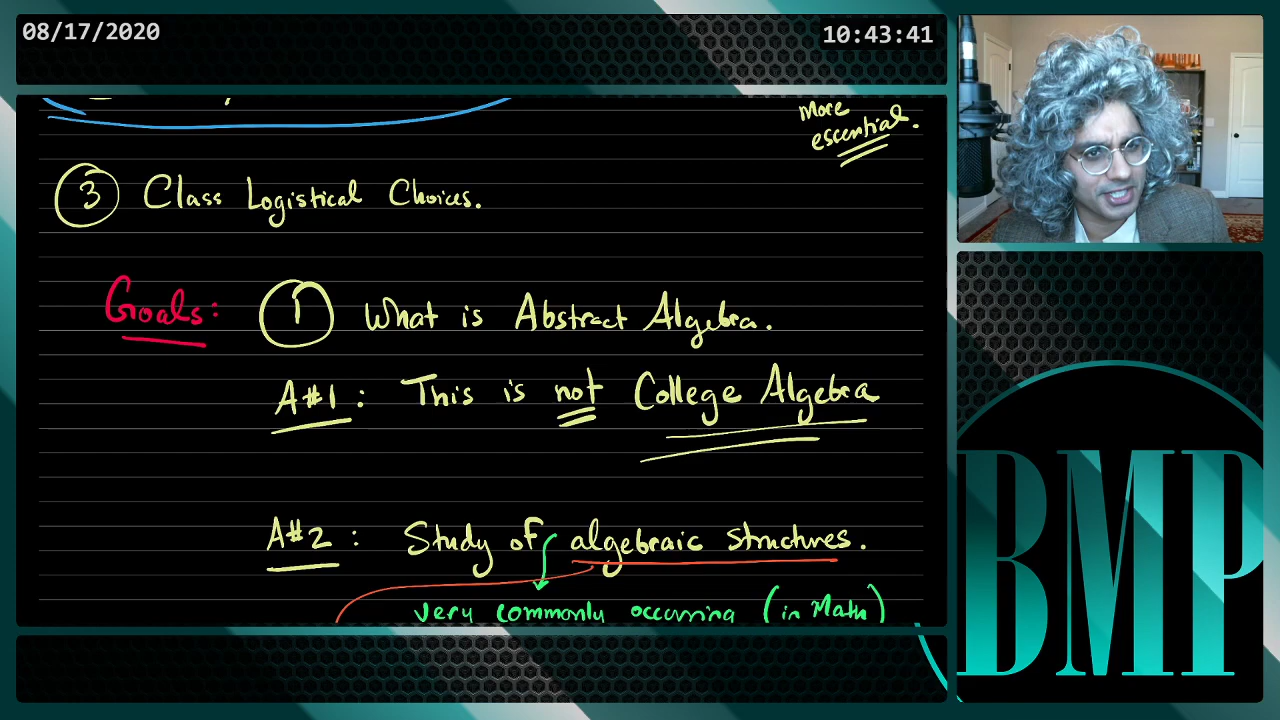 08/17/2020
10:43:41
More
essential.
③ Class Logistical Choices.
Goals: ① What is Abstract Algebra.
A#1: This is not College Algebra
A#2: Study of algebraic structures.
very commonly occurring (in Math)
BMP